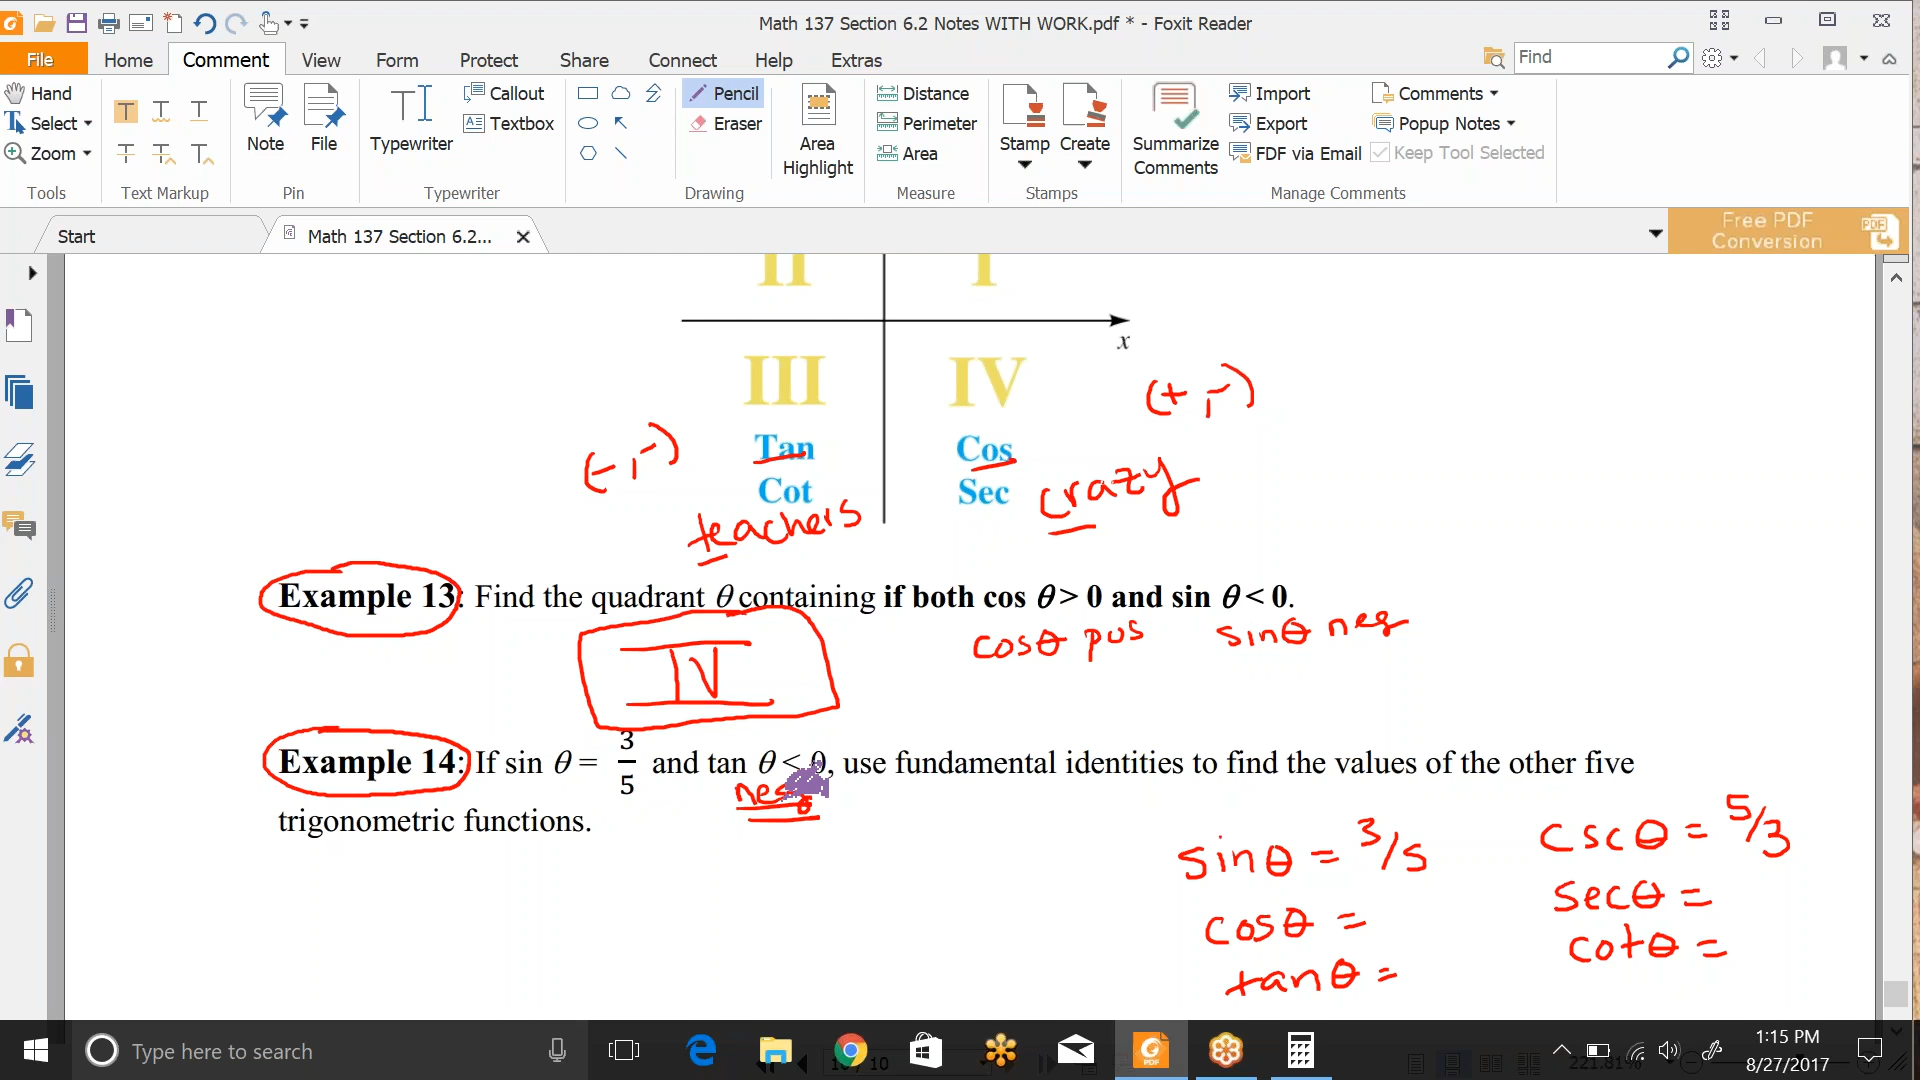 Math 137 Section 6.2 Notes WITH WORK.pdf * - Foxit Reader
File Home Comment View Form Protect Share Connect Help Extras Find
Hand
Select
Zoom
Tools
Text Markup
Note
File
Pin
Typewriter
Callout
Textbox
Typewriter
Pencil
Eraser
Drawing
Area Highlight
Distance
Perimeter
Area
Measure
Stamp
Create
Stamps
Summarize Comments
Import
Export
FDF via Email
Comments
Popup Notes
Keep Tool Selected
Manage Comments
Start
Math 137 Section 6.2...
Free PDF Conversion
II I
x
III IV
(-,-) (+,-)
Tan Cos
Cot Sec
teachers crazy
Example 13: Find the quadrant θ containing if both cos θ > 0 and sin θ < 0.
cosθ pos sinθ neg
IV
Example 14: If sin θ = 3/5 and tan θ < 0, use fundamental identities to find the values of the other five
neg
trigonometric functions.
sinθ = 3/5 cscθ = 5/3
cosθ = secθ =
tanθ = cotθ =
Type here to search
1:15 PM
8/27/2017